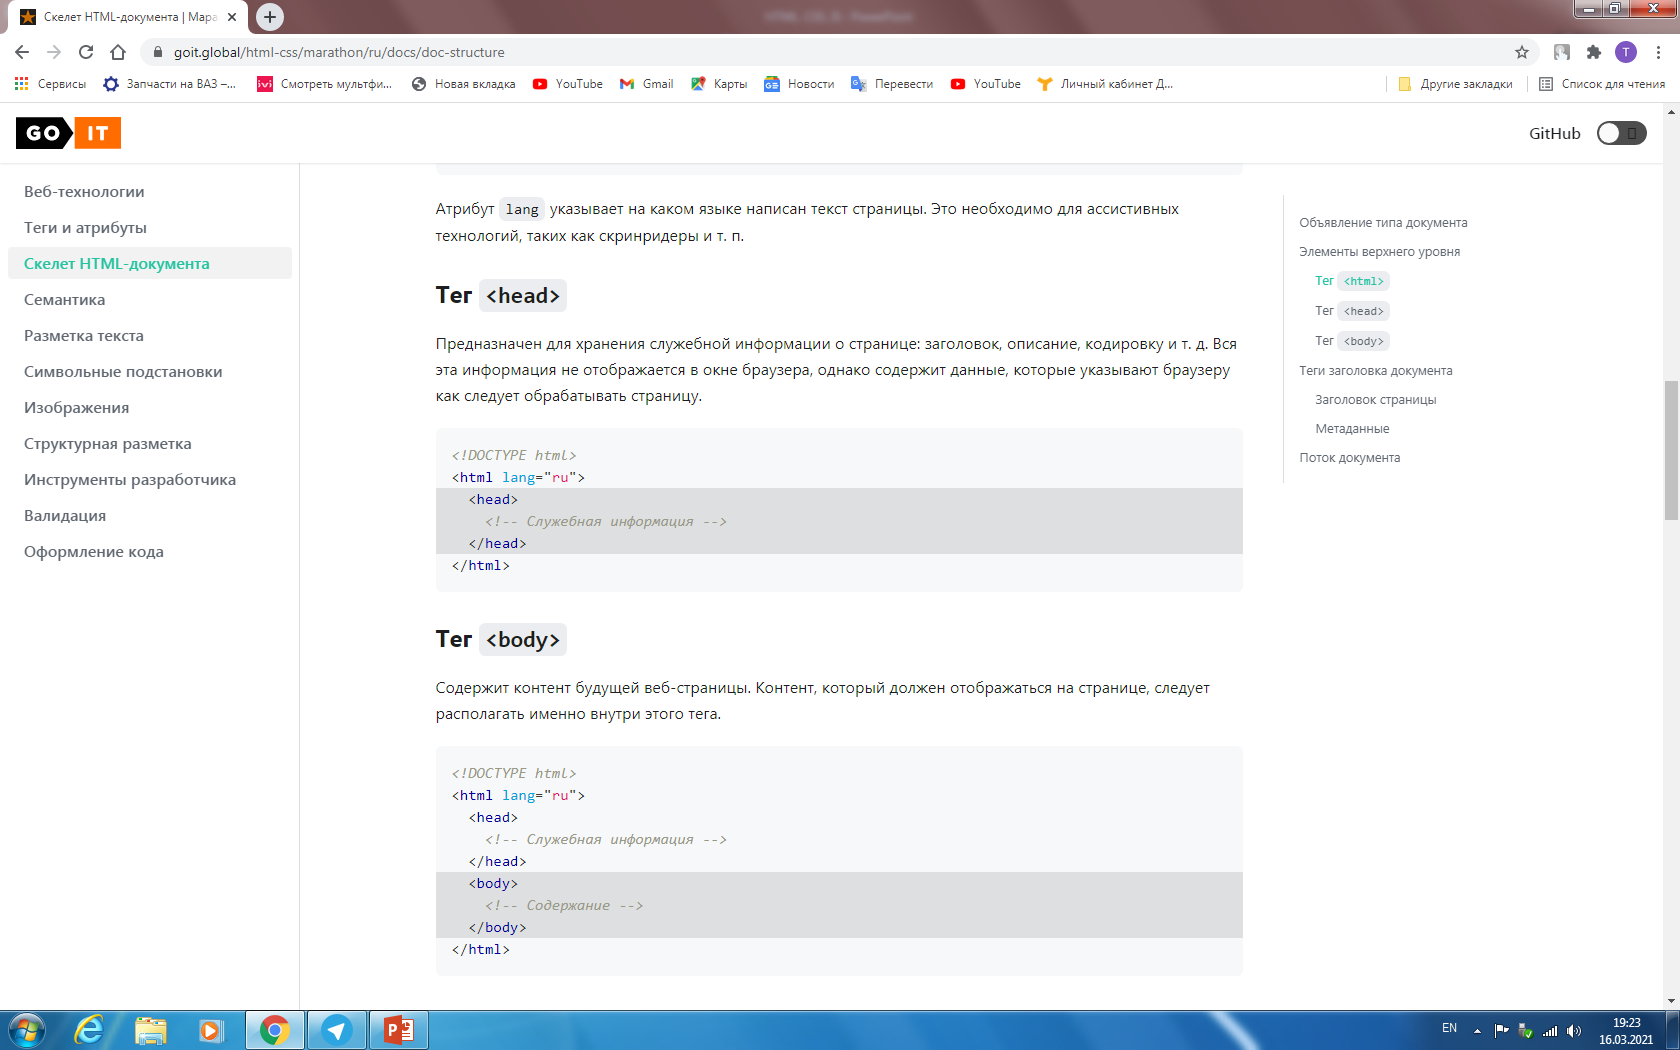 Скелет HTML-документа | Мара
goit.global/html-css/marathon/ru/docs/doc-structure
T
Сервисы
Запчасти на ВАЗ –...
ivi
Смотреть мультфи...
Новая вкладка
YouTube
Gmail
Карты
Новости
Перевести
YouTube
Личный кабинет Д...
Другие закладки
Список для чтения
GO IT
GitHub
Веб-технологии
Теги и атрибуты
Скелет HTML-документа
Семантика
Разметка текста
Символьные подстановки
Изображения
Структурная разметка
Инструменты разработчика
Валидация
Оформление кода
Атрибут lang указывает на каком языке написан текст страницы. Это необходимо для ассистивных
технологий, таких как скринридеры и т. п.
Тег <head>
Предназначен для хранения служебной информации о странице: заголовок, описание, кодировку и т. д. Вся
эта информация не отображается в окне браузера, однако содержит данные, которые указывают браузеру
как следует обрабатывать страницу.
<!DOCTYPE html>
<html lang="ru">
<head>
<!-- Служебная информация -->
</head>
</html>
Тег <body>
Содержит контент будущей веб-страницы. Контент, который должен отображаться на странице, следует
располагать именно внутри этого тега.
<!DOCTYPE html>
<html lang="ru">
<head>
<!-- Служебная информация -->
</head>
<body>
<!-- Содержание -->
</body>
</html>
Объявление типа документа
Элементы верхнего уровня
Тег <html>
Тег <head>
Тег <body>
Теги заголовка документа
Заголовок страницы
Метаданные
Поток документа
EN
19:23
16.03.2021